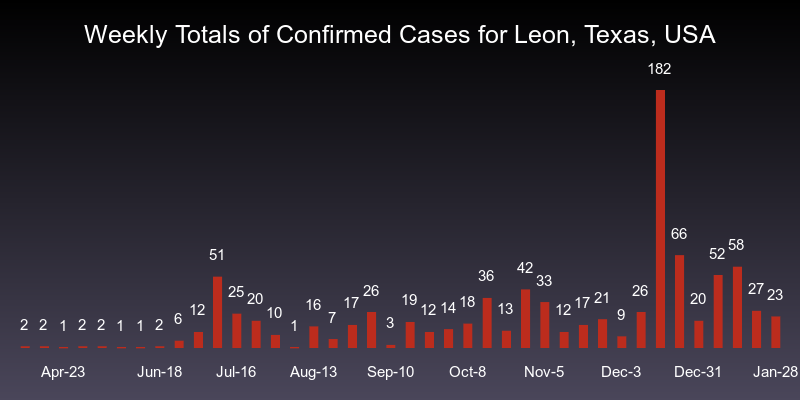 Weekly Totals of Confirmed Cases for Leon, Texas, USA
2 2 1 2 2 1 1 2 6 12 51 25 20 10 1 16 7 17 26 3 19 12 14 18 36 13 42 33 12 17 21 9 26 182 66 20 52 58 27 23
Apr-23 Jun-18 Jul-16 Aug-13 Sep-10 Oct-8 Nov-5 Dec-3 Dec-31 Jan-28